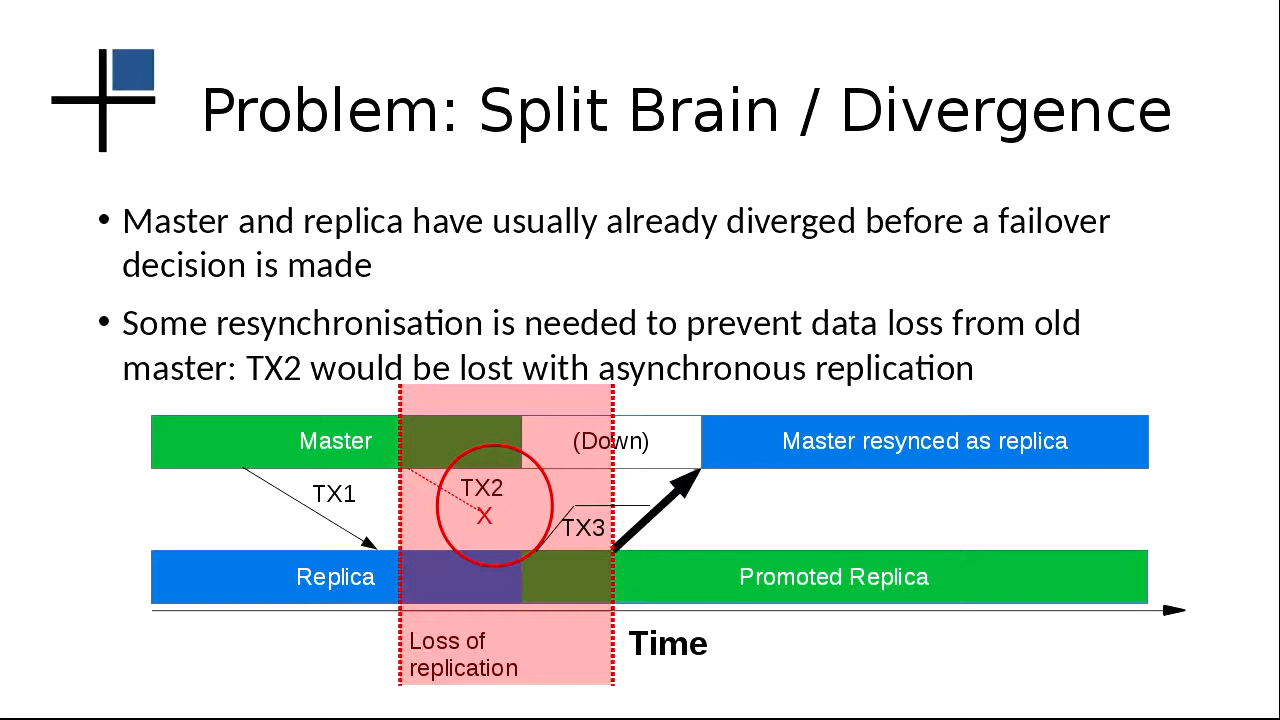 Problem: Split Brain / Divergence
• Master and replica have usually already diverged before a failover
decision is made
• Some resynchronisation is needed to prevent data loss from old
master: TX2 would be lost with asynchronous replication
Master
(Down)
Master resynced as replica
TX1
TX2
X
TX3
Replica
Promoted Replica
Loss of
replication
Time